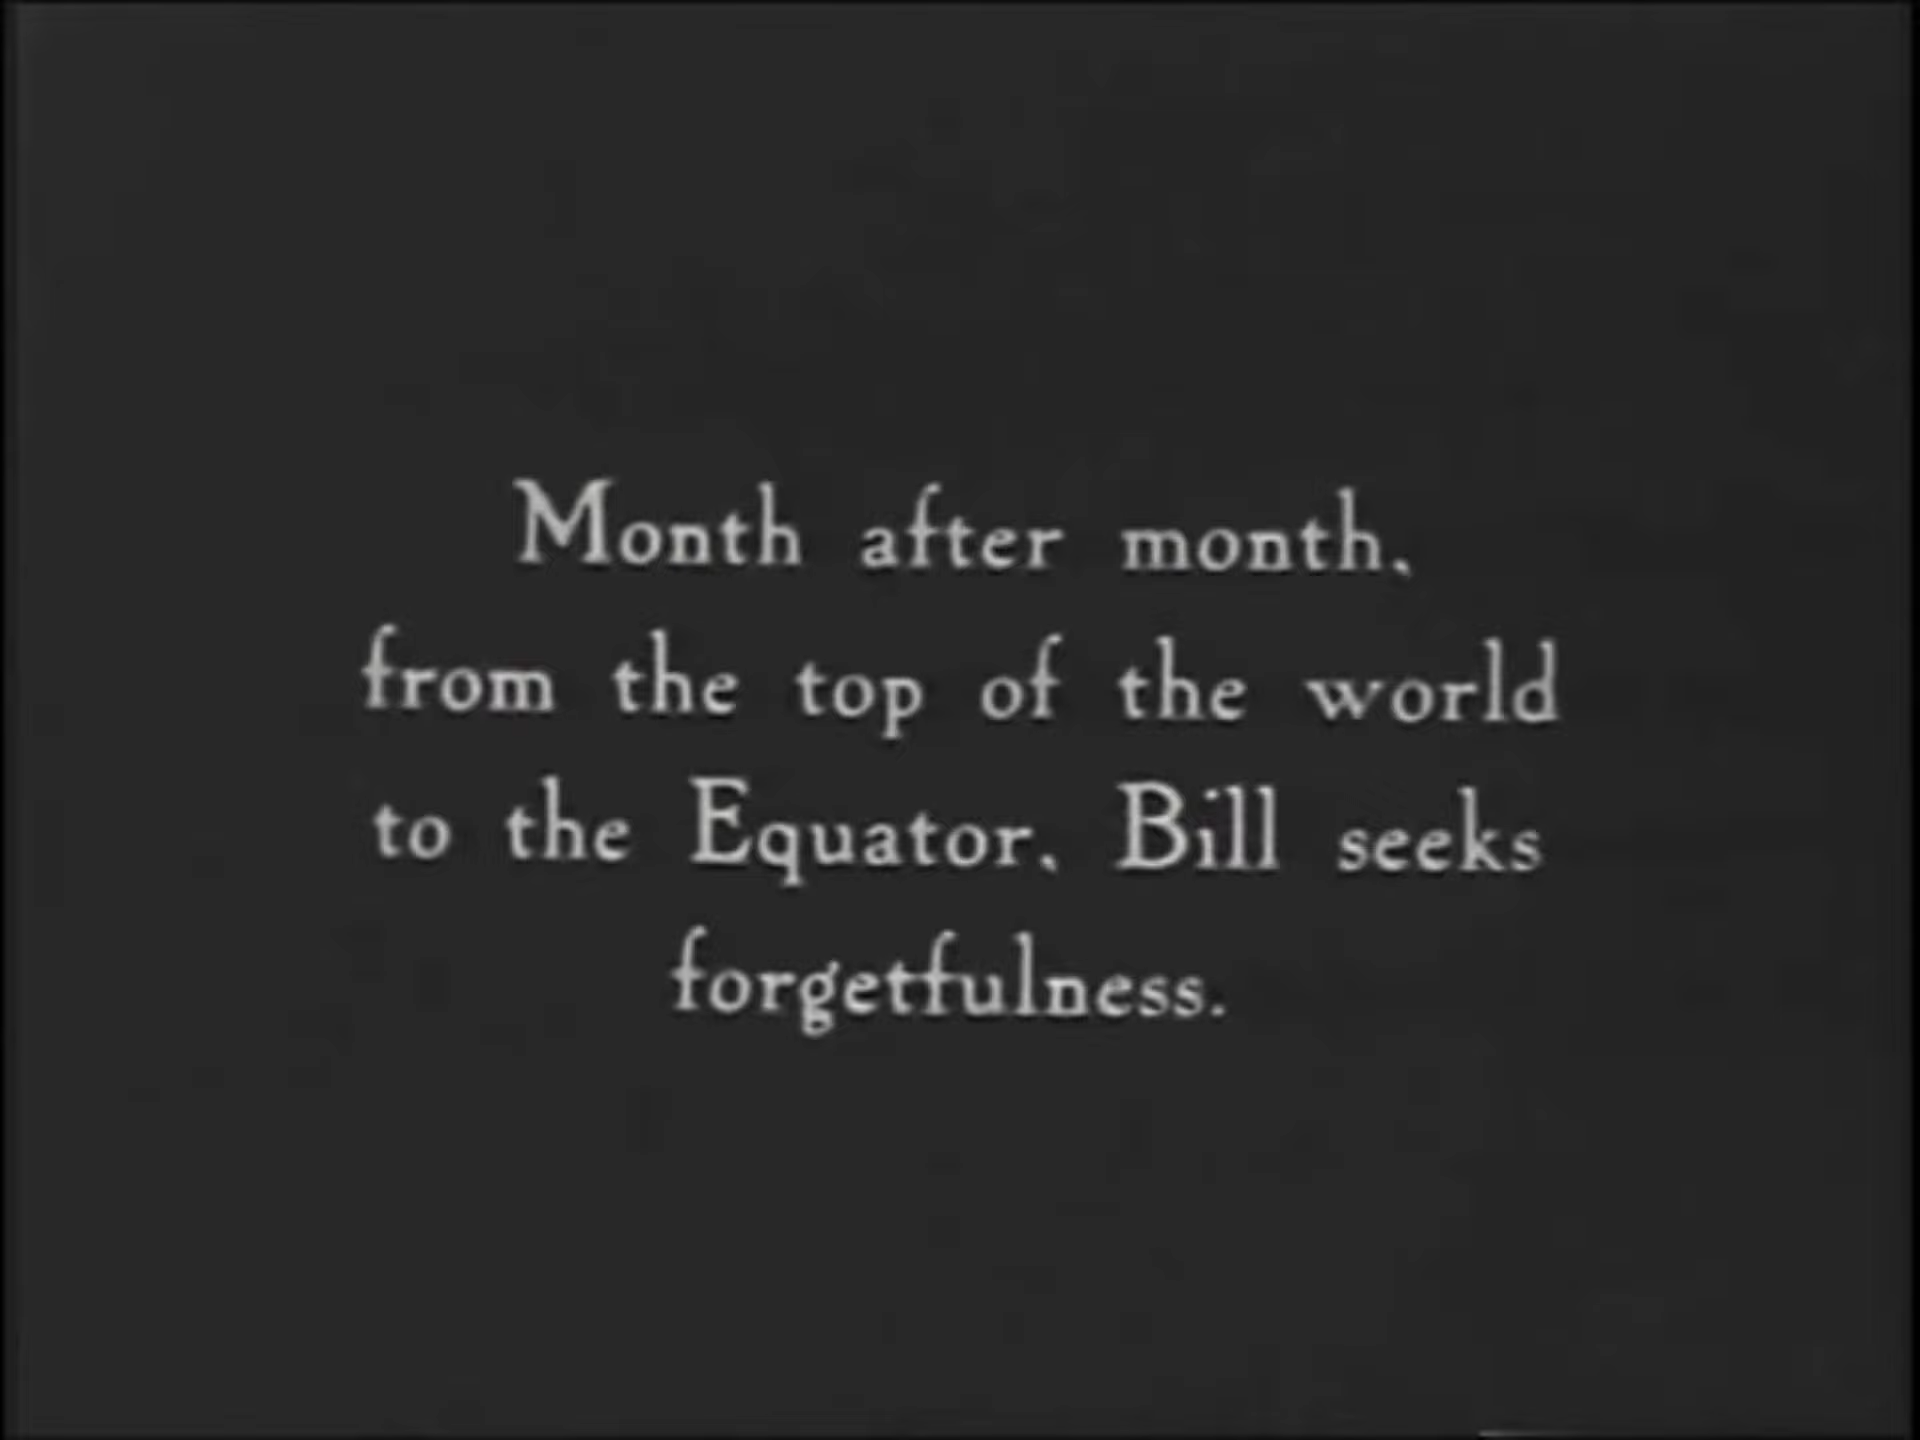 Month after month,
from the top of the world
to the Equator, Bill seeks
forgetfulness.